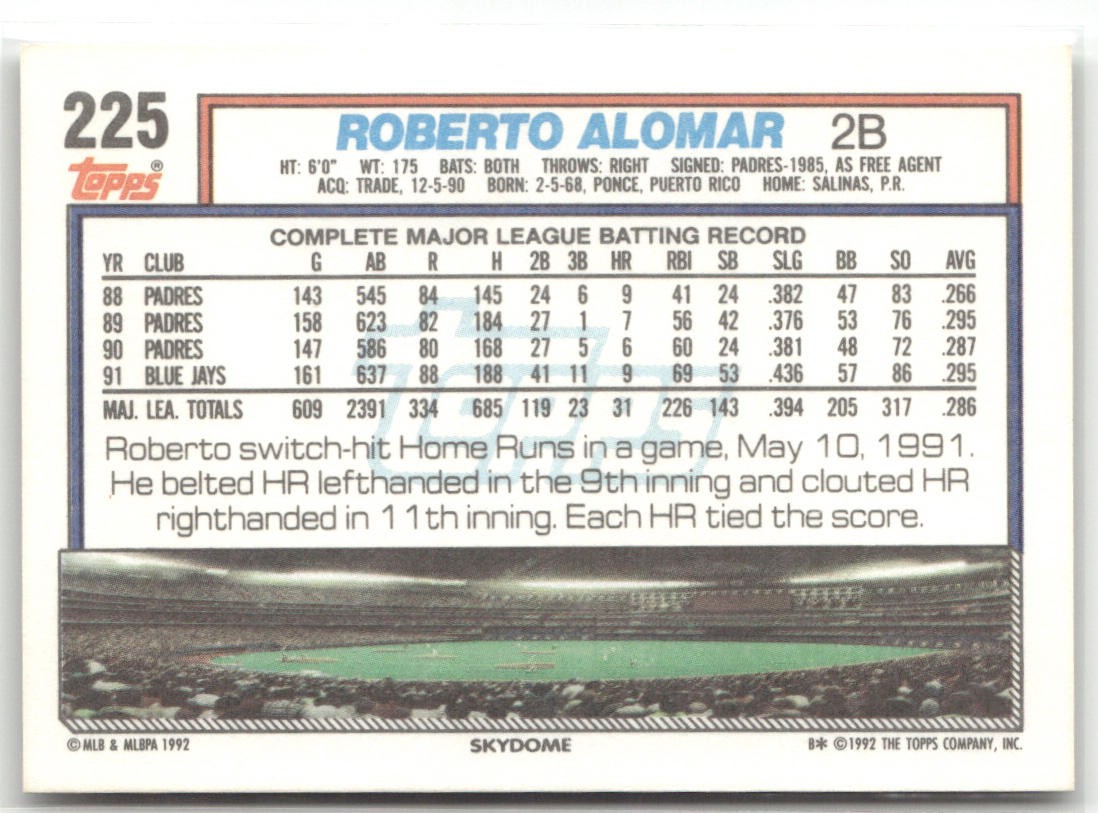 225
Topps®
ROBERTO ALOMAR 2B
HT: 6'0" WT: 175 BATS: BOTH THROWS: RIGHT SIGNED: PADRES-1985, AS FREE AGENT
ACQ: TRADE, 12-5-90 BORN: 2-5-68, PONCE, PUERTO RICO HOME: SALINAS, P.R.
COMPLETE MAJOR LEAGUE BATTING RECORD
YR CLUB G AB R H 2B 3B HR RBI SB SLG BB SO AVG
88 PADRES 143 545 84 145 24 6 9 41 24 .382 47 83 .266
89 PADRES 158 623 82 184 27 1 7 56 42 .376 53 76 .295
90 PADRES 147 586 80 168 27 5 6 60 24 .381 48 72 .287
91 BLUE JAYS 161 637 88 188 41 11 9 69 53 .436 57 86 .295
MAJ. LEA. TOTALS 609 2391 334 685 119 23 31 226 143 .394 205 317 .286
Topps
Roberto switch-hit Home Runs in a game, May 10, 1991.
He belted HR lefthanded in the 9th inning and clouted HR
righthanded in 11th inning. Each HR tied the score.
©MLB & MLBPA 1992 SKYDOME B* ©1992 THE TOPPS COMPANY, INC.